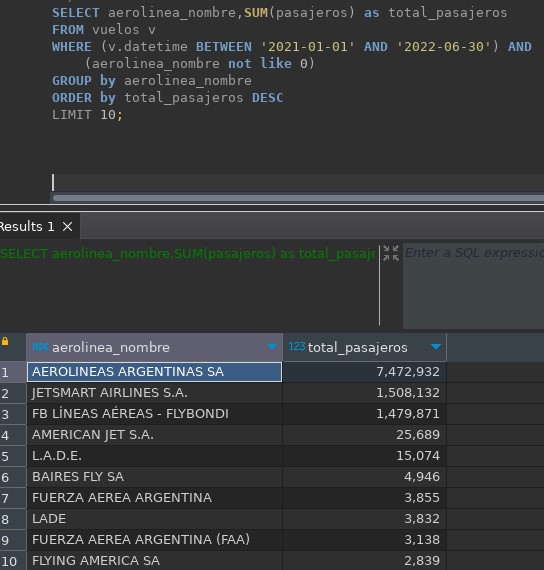 SELECT aerolinea_nombre,SUM(pasajeros) as total_pasajeros
FROM vuelos v
WHERE (v.datetime BETWEEN '2021-01-01' AND '2022-06-30') AND
(aerolinea_nombre not like 0)
GROUP by aerolinea_nombre
ORDER by total_pasajeros DESC
LIMIT 10;
Results 1
SELECT aerolinea_nombre,SUM(pasajeros) as total_pasaje
Enter a SQL expressio
ABC aerolinea_nombre 123 total_pasajeros
1 AEROLINEAS ARGENTINAS SA 7,472,932
2 JETSMART AIRLINES S.A. 1,508,132
3 FB LÍNEAS AÉREAS - FLYBONDI 1,479,871
4 AMERICAN JET S.A. 25,689
5 L.A.D.E. 15,074
6 BAIRES FLY SA 4,946
7 FUERZA AEREA ARGENTINA 3,855
8 LADE 3,832
9 FUERZA AEREA ARGENTINA (FAA) 3,138
10 FLYING AMERICA SA 2,839